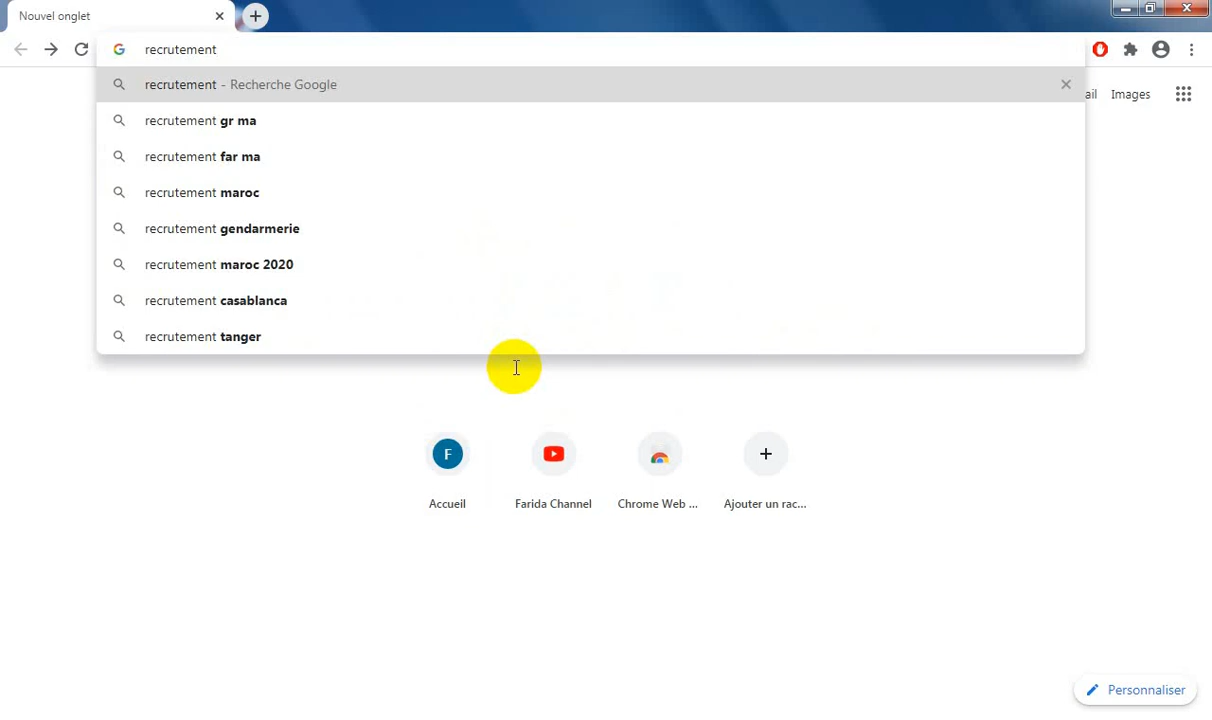 Nouvel onglet
recrutement
recrutement - Recherche Google
ail Images
recrutement gr ma
recrutement far ma
recrutement maroc
recrutement gendarmerie
recrutement maroc 2020
recrutement casablanca
recrutement tanger
F
Accueil Farida Channel Chrome Web ... Ajouter un rac...
Personnaliser